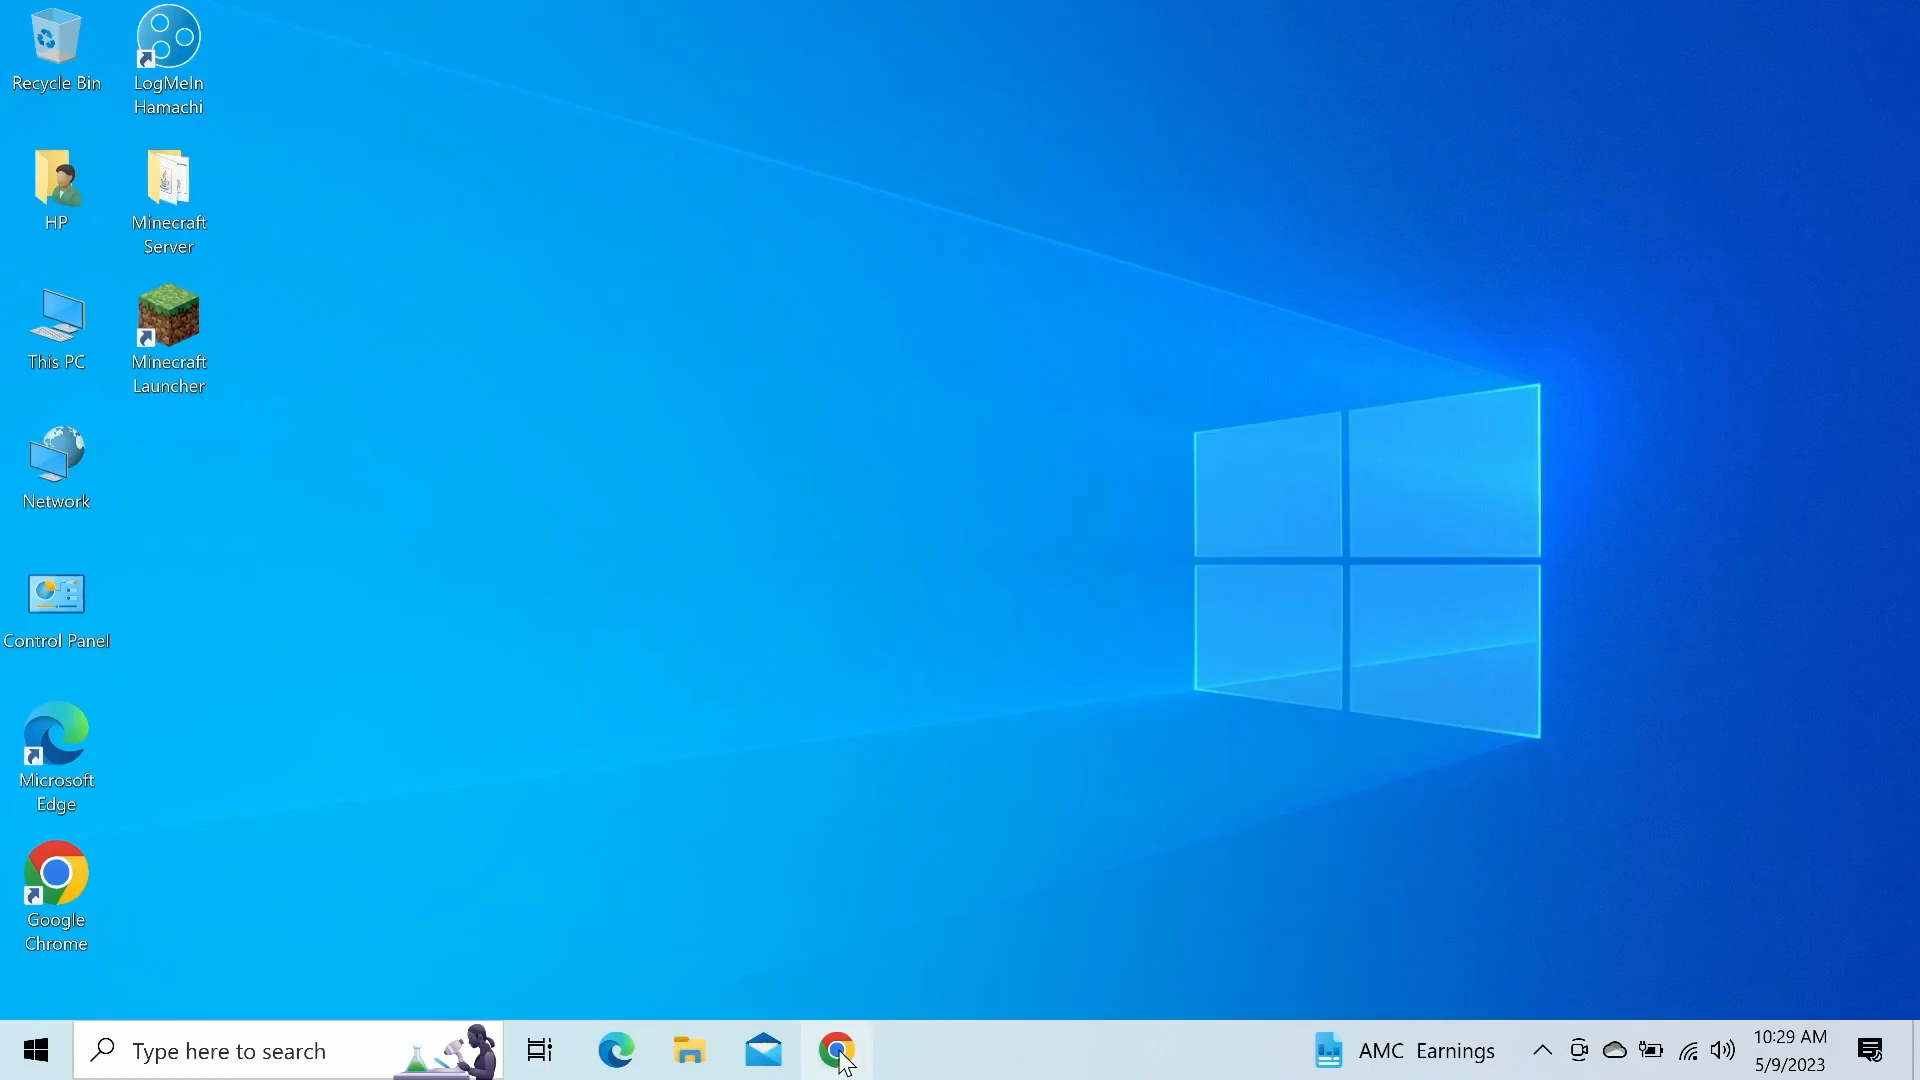 Recycle Bin
LogMeIn
Hamachi
HP
Minecraft
Server
This PC
Minecraft
Launcher
Network
Control Panel
Microsoft
Edge
Google
Chrome
Type here to search
AMC Earnings
10:29 AM
5/9/2023